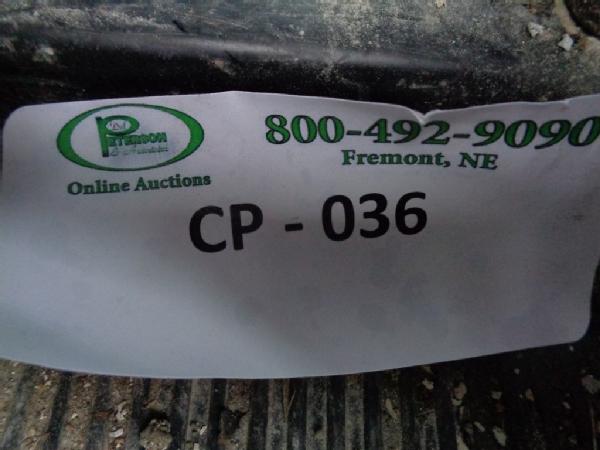 PETERSON
Online Auctions
800-492-9090
Fremont, NE
CP - 036